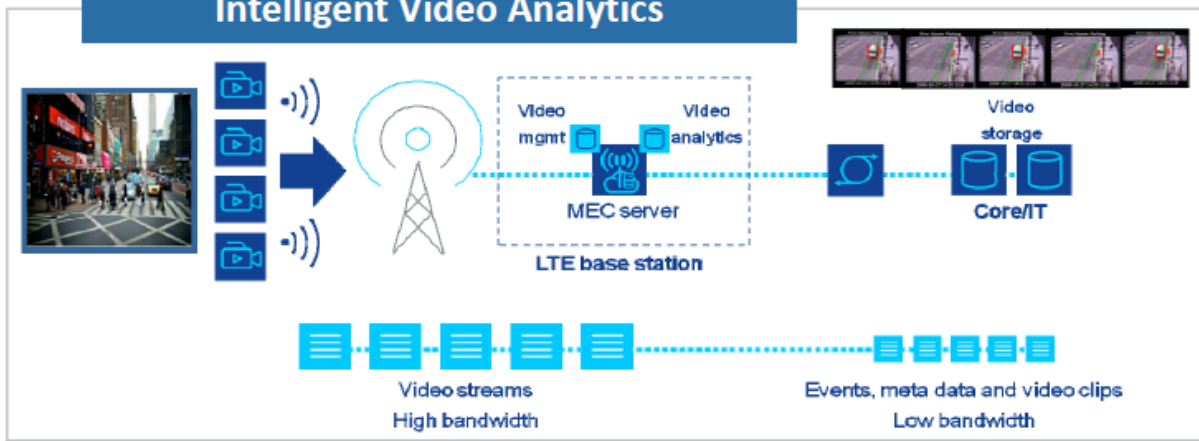 Intelligent Video Analytics
Video
mgmt
Video
analytics
MEC server
LTE base station
Video
storage
Core/IT
Video streams
High bandwidth
Events, meta data and video clips
Low bandwidth